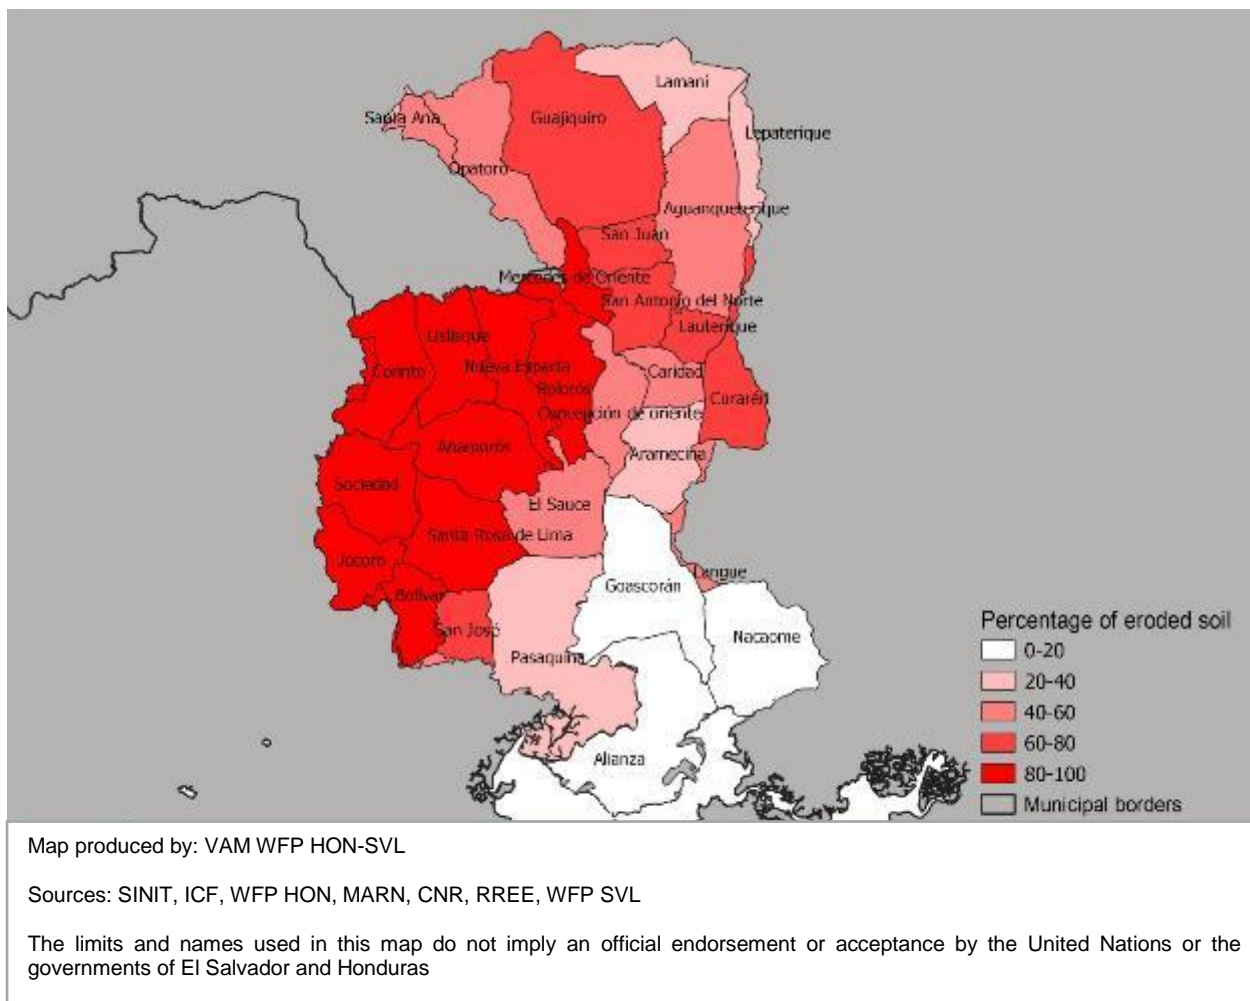 Lamaní
Santa Ana
Guajiquiro
Lepaterique
Opatoro
Aguanqueterique
San Juan
Mercedes de Oriente
San Antonio del Norte
Lauterique
Lislique
Corinto
Nueva Esparta
Caridad
Polorós
Curarén
Concepción de oriente
Anamorós
Aramecina
Sociedad
El Sauce
Santa Rosa de Lima
Jocoro
Langue
Bolívar
Goascorán
San José
Nacaome
Pasaquina
Alianza
Percentage of eroded soil
0-20
20-40
40-60
60-80
80-100
Municipal borders
Map produced by: VAM WFP HON-SVL
Sources: SINIT, ICF, WFP HON, MARN, CNR, RREE, WFP SVL
The limits and names used in this map do not imply an official endorsement or acceptance by the United Nations or the
governments of El Salvador and Honduras